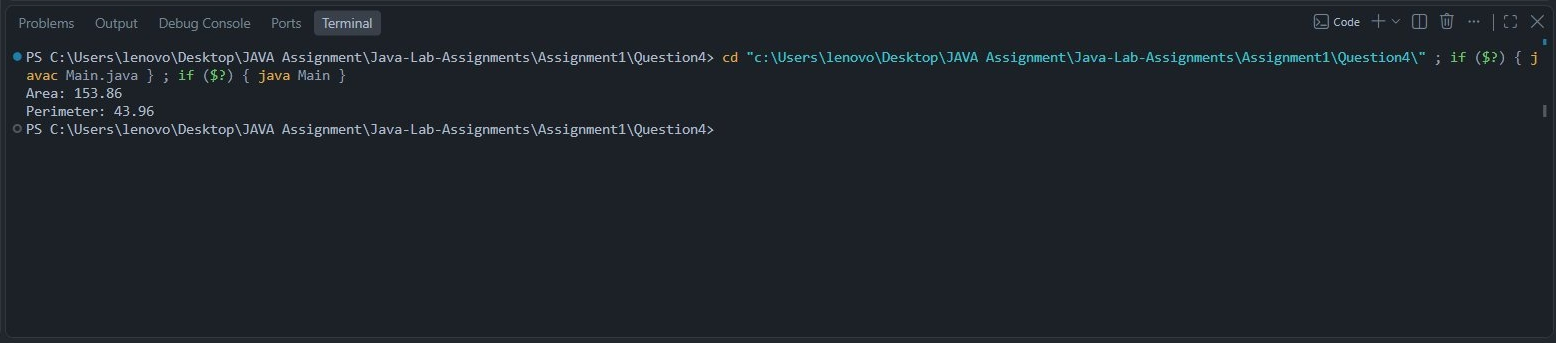 Problems Output Debug Console Ports Terminal Code
PS C:\Users\lenovo\Desktop\JAVA Assignment\Java-Lab-Assignments\Assignment1\Question4> cd "c:\Users\lenovo\Desktop\JAVA Assignment\Java-Lab-Assignments\Assignment1\Question4\" ; if ($?) { j
avac Main.java } ; if ($?) { java Main }
Area: 153.86
Perimeter: 43.96
PS C:\Users\lenovo\Desktop\JAVA Assignment\Java-Lab-Assignments\Assignment1\Question4>